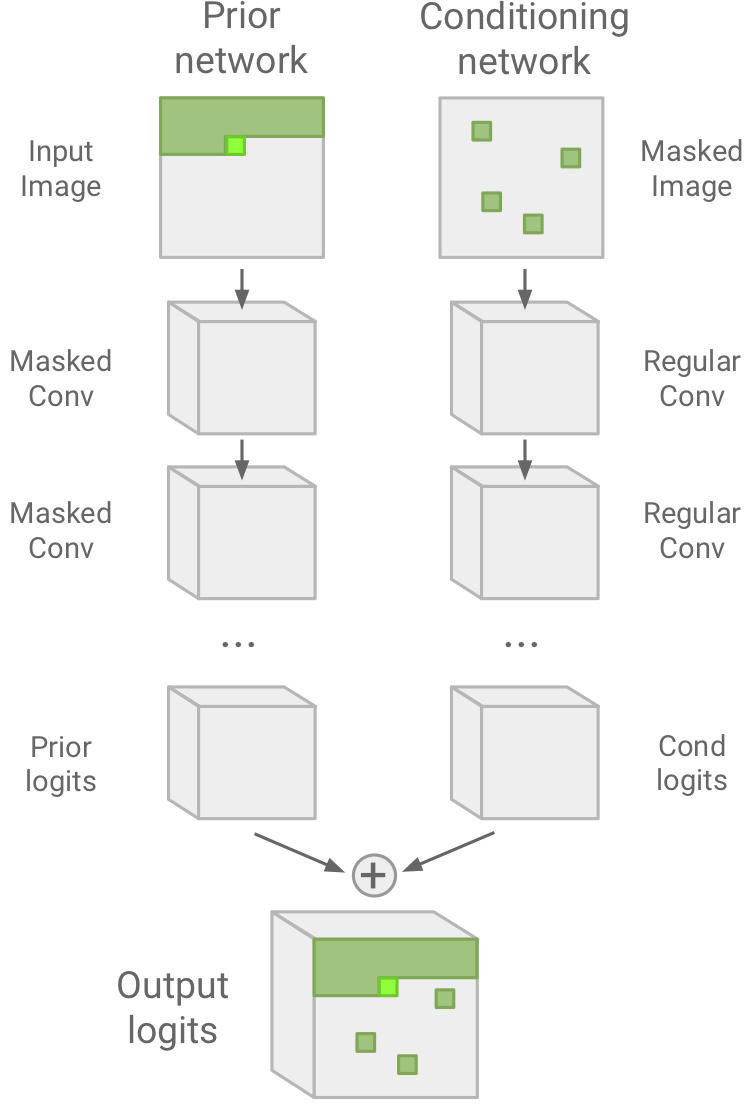 Prior
network
Conditioning
network
Input
Image
Masked
Image
Masked
Conv
Regular
Conv
Masked
Conv
Regular
Conv
...
...
Prior
logits
Cond
logits
+
Output
logits